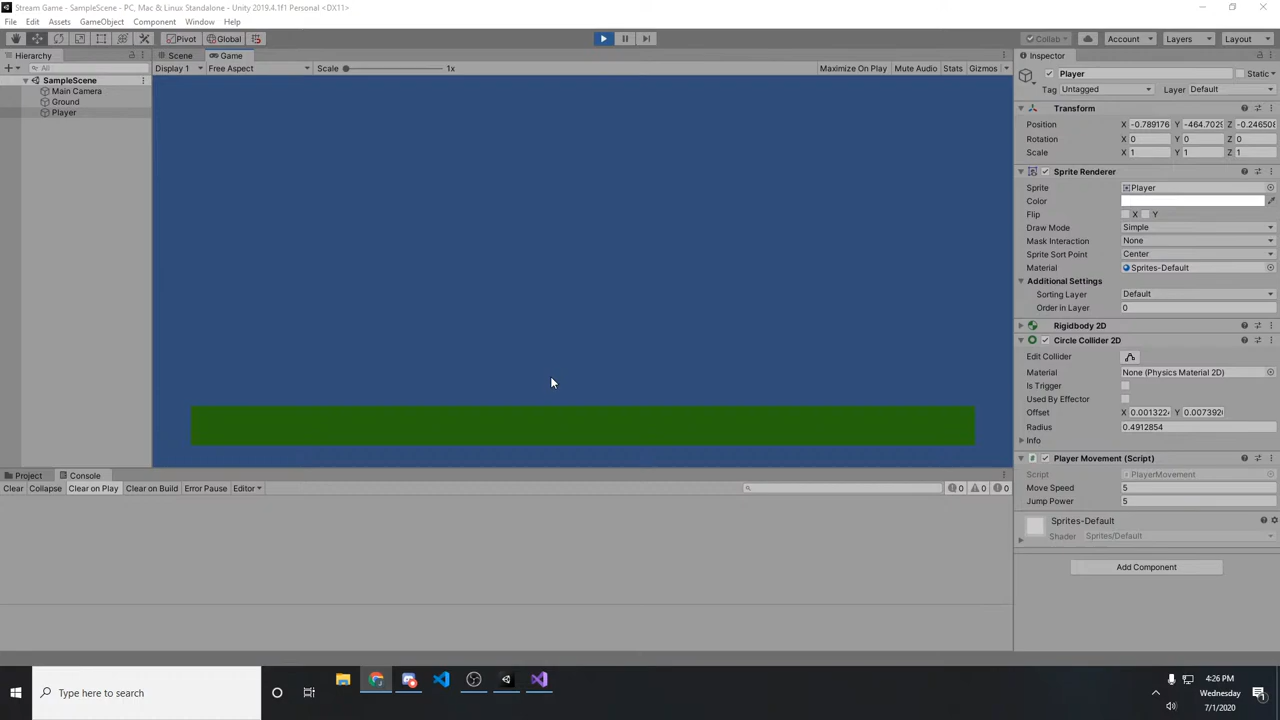 Stream Game - SampleScene - PC, Mac & Linux Standalone - Unity 2019.4.1f1 Personal <DX11>
File Edit Assets GameObject Component Window Help
Pivot Global Collab Account Layers Layout
Hierarchy Scene Game Inspector
All Display 1 Free Aspect Scale 1x Maximize On Play Mute Audio Stats Gizmos
Player Static
SampleScene
Tag Untagged Layer Default
Main Camera
Ground
Player
Transform
Position X -0.789176 Y -464.7029 Z -0.246508
Rotation X 0 Y 0 Z 0
Scale X 1 Y 1 Z 1
Sprite Renderer
Sprite Player
Color
Flip X Y
Draw Mode Simple
Mask Interaction None
Sprite Sort Point Center
Material Sprites-Default
Additional Settings
Sorting Layer Default
Order in Layer 0
Rigidbody 2D
Circle Collider 2D
Edit Collider
Material None (Physics Material 2D)
Is Trigger
Used By Effector
Offset X 0.001322 Y 0.007392
Radius 0.4912854
Info
Player Movement (Script)
Script PlayerMovement
Move Speed 5
Jump Power 5
Sprites-Default
Shader Sprites/Default
Add Component
Project Console
Clear Collapse Clear on Play Clear on Build Error Pause Editor 0 0 0
Type here to search
4:26 PM
Wednesday
7/1/2020
1